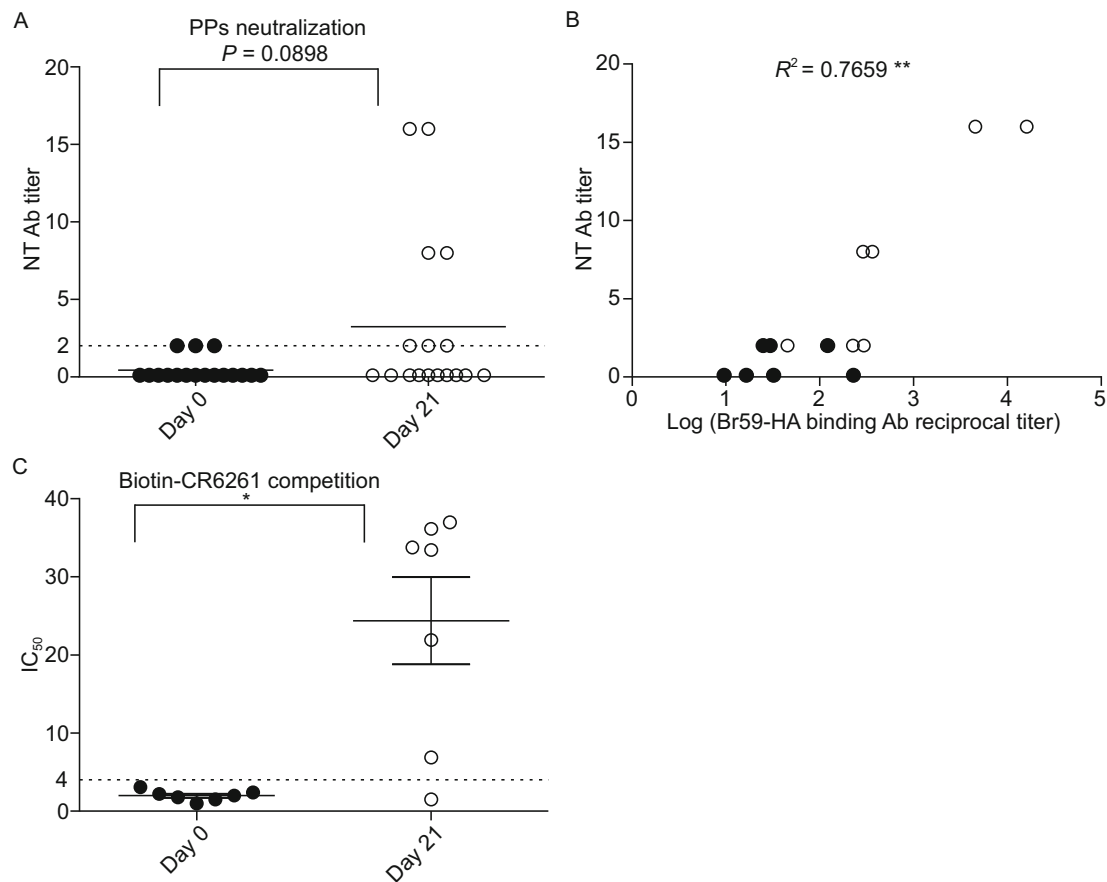 A
PPs neutralization
P = 0.0898
20
15
10
5
2
0
NT Ab titer
Day 0
Day 21
B
R² = 0.7659 **
20
15
10
5
0
NT Ab titer
0
1
2
3
4
5
Log (Br59-HA binding Ab reciprocal titer)
C
Biotin-CR6261 competition
*
40
30
20
10
4
0
IC₅₀
Day 0
Day 21